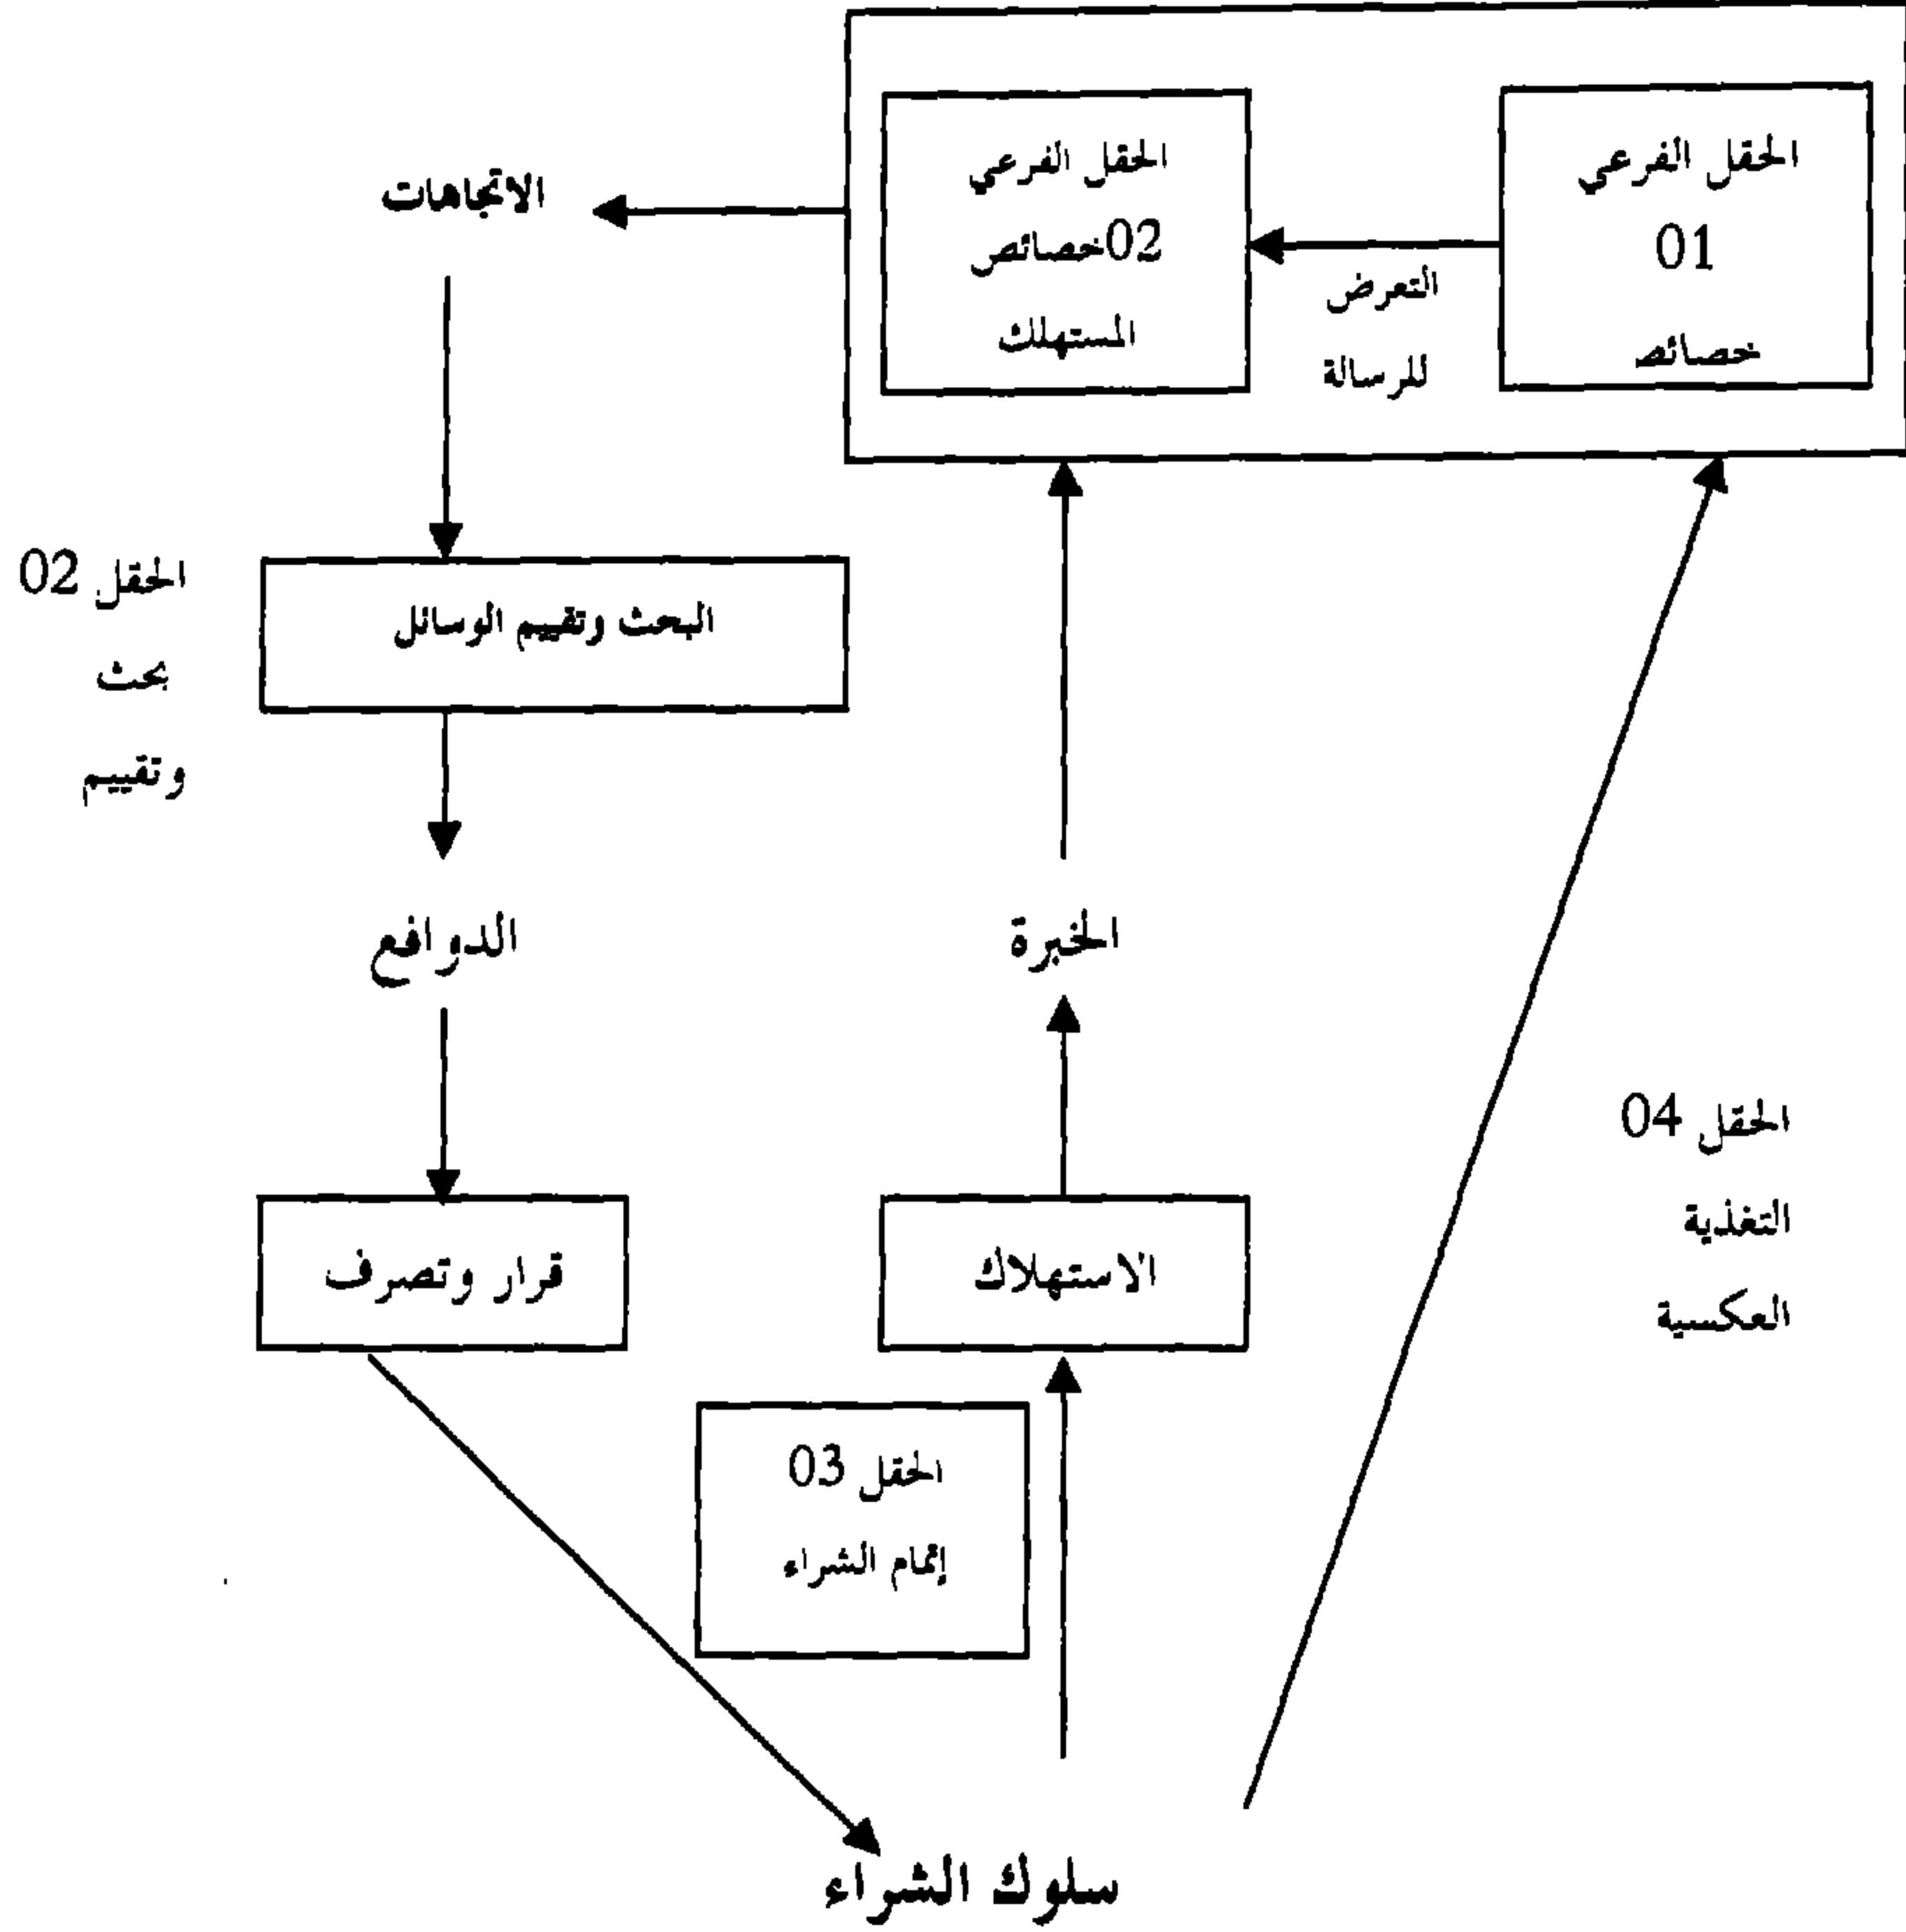 الحقل الفرعي
01
خصائص
التعرض
للرسالة
الحقل الفرعي
02خصائص
المستهلك
الاتجاهات
الحقل 02
بحث
وتقييم
البحث وتقييم الوسائل
الدوافع
الخبرة
الحقل 04
التغذية
العكسية
قرار وتصرف
الاستهلاك
الحقل 03
إتمام الشراء
سلوك الشراء